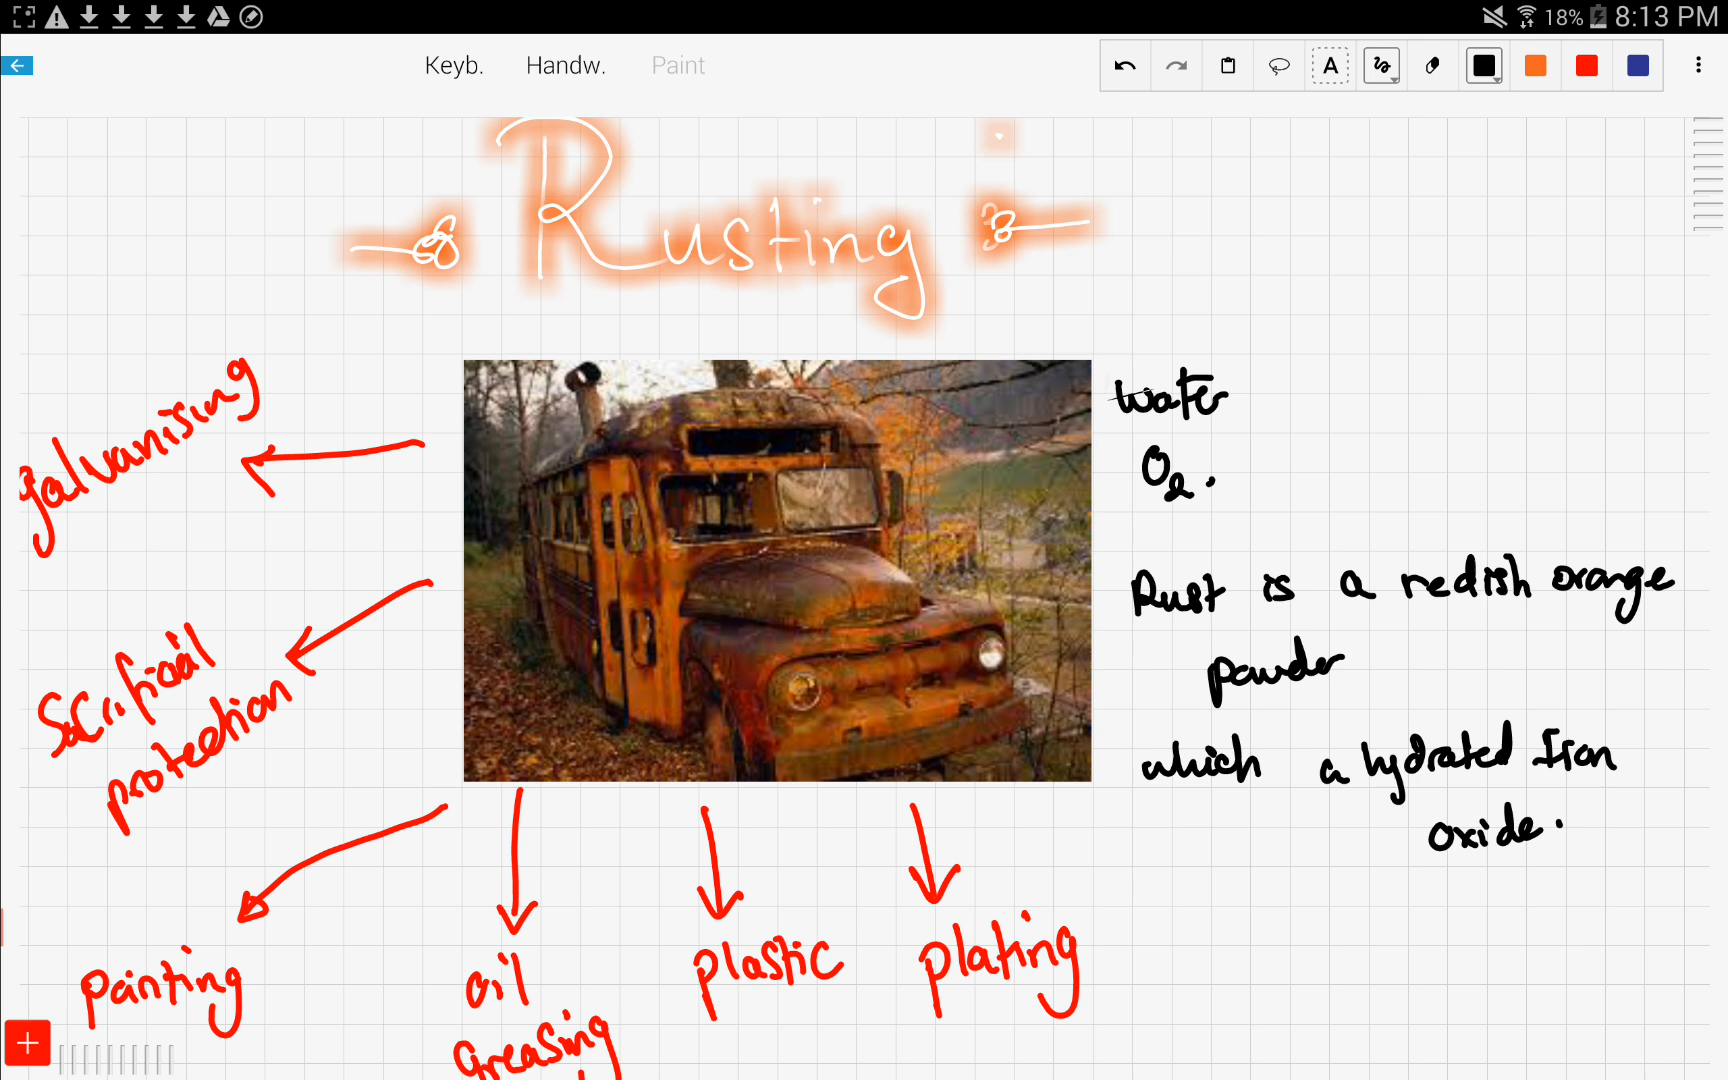 18% 8:13 PM
Keyb. Handw. Paint
A
Rusting
galvanising
Sacrificial
protection
painting
oil
Greasing
plastic
plating
water
O2.
Rust is a redish orange
powder
which a hydrated Iron
oxide.